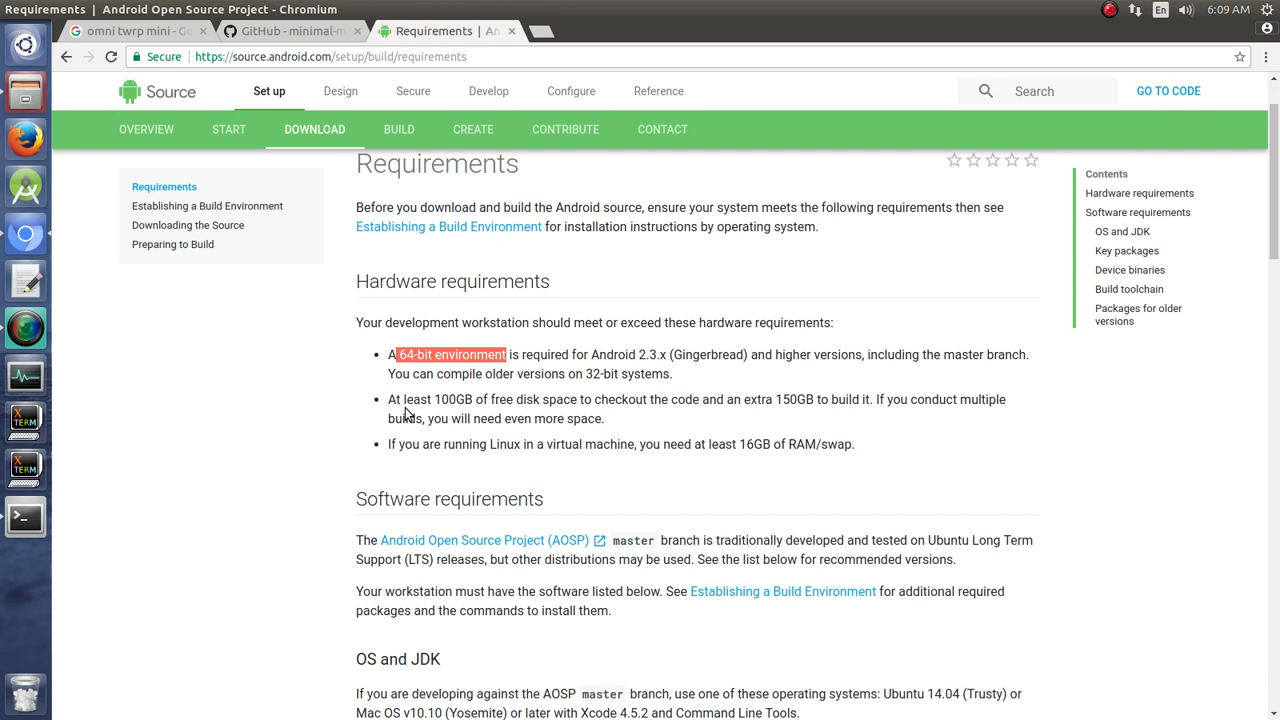 Requirements | Android Open Source Project - Chromium
En
6:09 AM
omni twrp mini - Go
GitHub - minimal-m
Requirements | An
Secure
https://source.android.com/setup/build/requirements
Source
Set up
Design
Secure
Develop
Configure
Reference
Search
GO TO CODE
OVERVIEW
START
DOWNLOAD
BUILD
CREATE
CONTRIBUTE
CONTACT
Requirements
Establishing a Build Environment
Downloading the Source
Preparing to Build
Requirements
Before you download and build the Android source, ensure your system meets the following requirements then see
Establishing a Build Environment for installation instructions by operating system.
Hardware requirements
Your development workstation should meet or exceed these hardware requirements:
A 64-bit environment is required for Android 2.3.x (Gingerbread) and higher versions, including the master branch.
You can compile older versions on 32-bit systems.
At least 100GB of free disk space to checkout the code and an extra 150GB to build it. If you conduct multiple
builds, you will need even more space.
If you are running Linux in a virtual machine, you need at least 16GB of RAM/swap.
Software requirements
The Android Open Source Project (AOSP) master branch is traditionally developed and tested on Ubuntu Long Term
Support (LTS) releases, but other distributions may be used. See the list below for recommended versions.
Your workstation must have the software listed below. See Establishing a Build Environment for additional required
packages and the commands to install them.
OS and JDK
If you are developing against the AOSP master branch, use one of these operating systems: Ubuntu 14.04 (Trusty) or
Mac OS v10.10 (Yosemite) or later with Xcode 4.5.2 and Command Line Tools.
Contents
Hardware requirements
Software requirements
OS and JDK
Key packages
Device binaries
Build toolchain
Packages for older
versions
X
TERM
X
TERM
>_